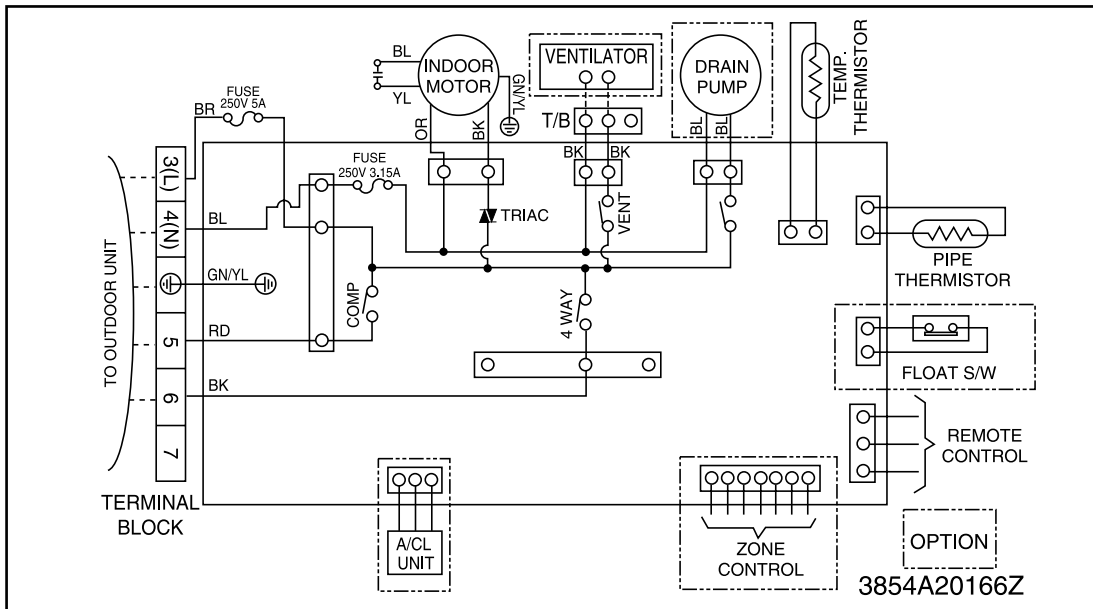 BL
INDOOR
MOTOR
YL
GN/YL
OR
BK
VENTILATOR
T/B
BK BK
DRAIN
PUMP
BL
BL
TEMP.
THERMISTOR
BR
FUSE
250V 5A
FUSE
250V 3.15A
TRIAC
VENT
PIPE
THERMISTOR
TO OUTDOOR UNIT
3(L)
4(N)
5
6
7
BL
GN/YL
RD
BK
COMP
4 WAY
FLOAT S/W
REMOTE
CONTROL
TERMINAL
BLOCK
A/CL
UNIT
ZONE
CONTROL
OPTION
3854A20166Z